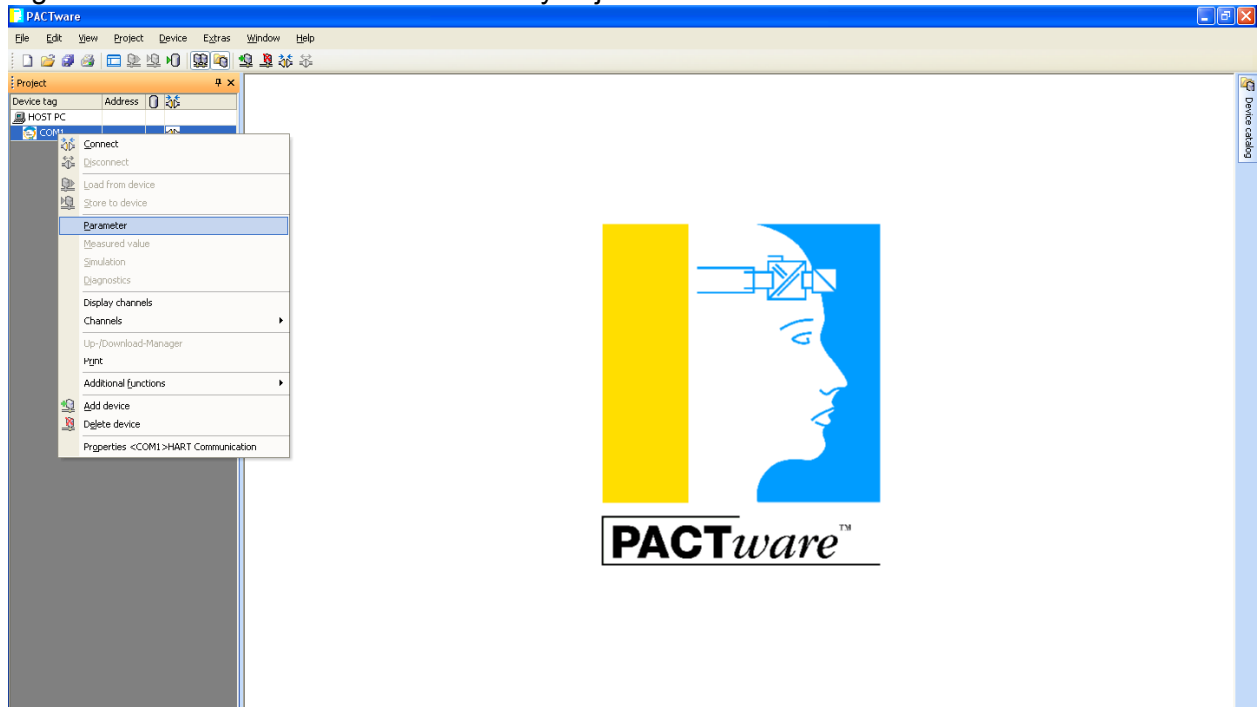 PACTware
File Edit View Project Device Extras Window Help
Project
Device tag Address
HOST PC
COM1
Connect
Disconnect
Load from device
Store to device
Parameter
Measured value
Simulation
Diagnostics
Display channels
Channels
Up-/Download-Manager
Print
Additional functions
Add device
Delete device
Properties <COM1>HART Communication
Device catalog
PACTware™